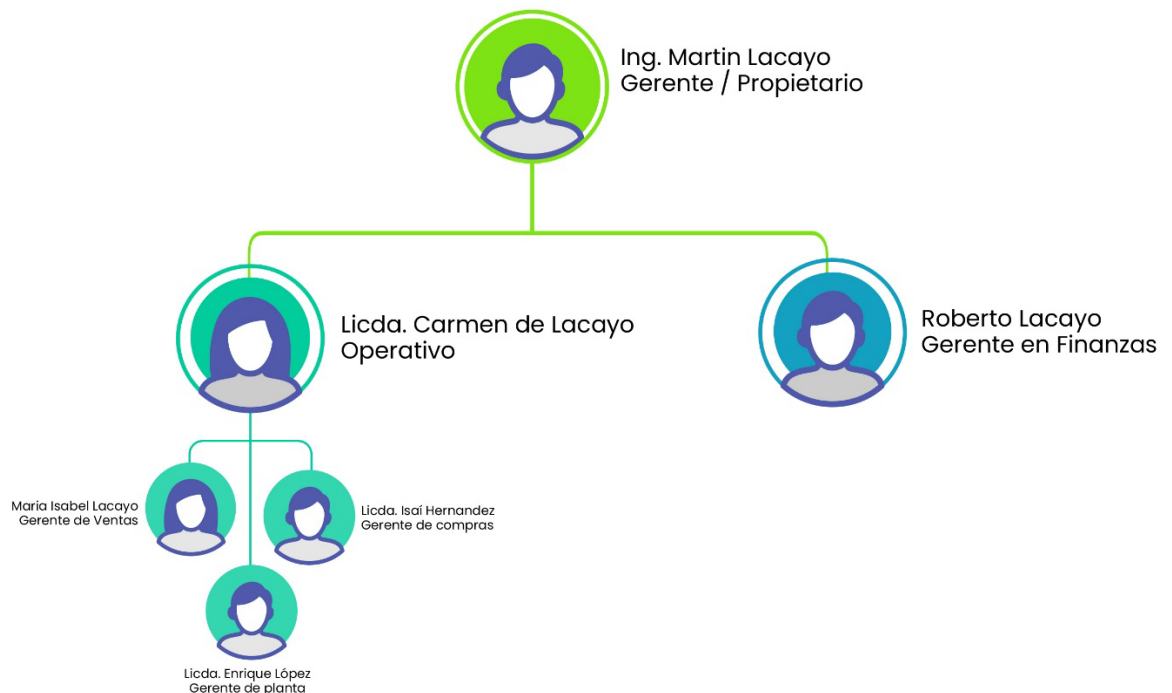 Ing. Martin Lacayo
Gerente / Propietario
Licda. Carmen de Lacayo
Operativo
Roberto Lacayo
Gerente en Finanzas
Maria Isabel Lacayo
Gerente de Ventas
Licda. Isaí Hernandez
Gerente de compras
Licda. Enrique López
Gerente de planta